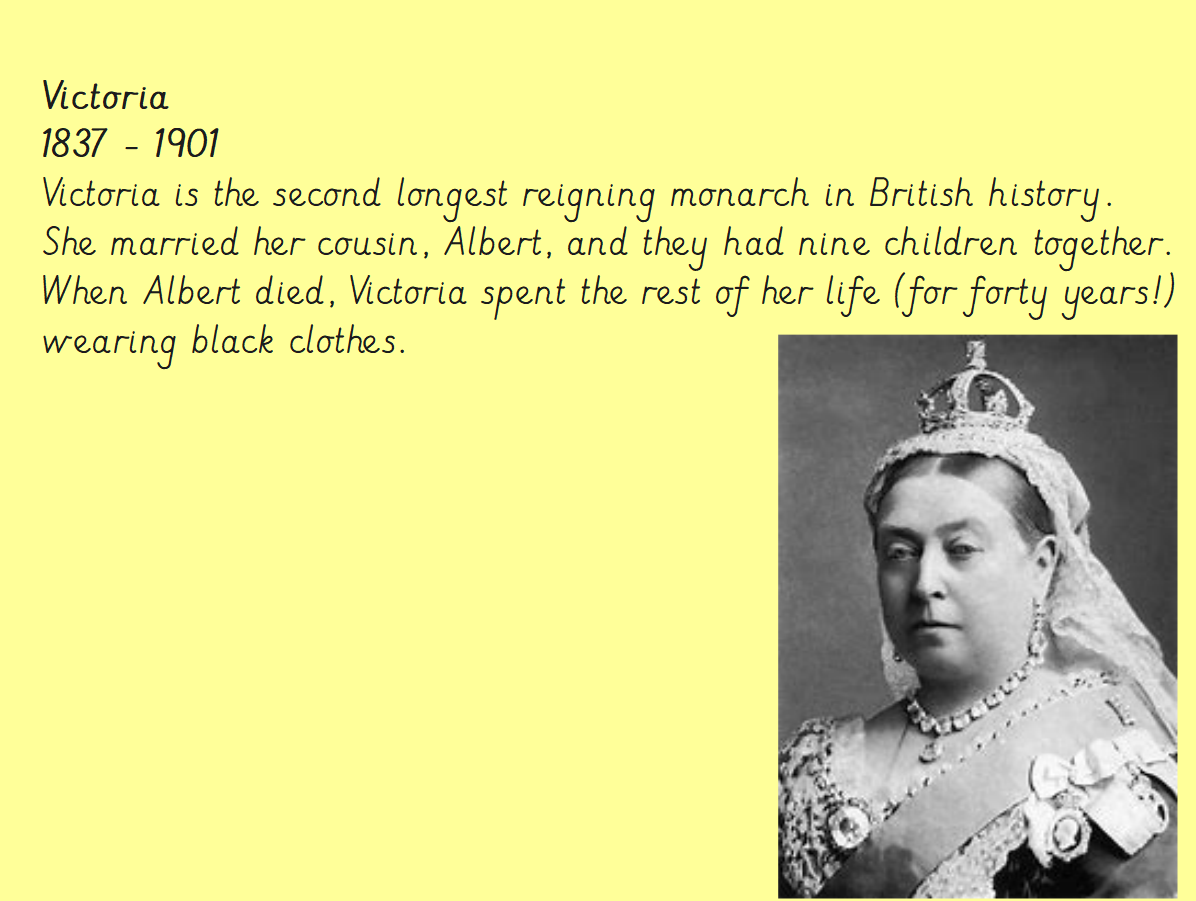 Victoria
1837 - 1901
Victoria is the second longest reigning monarch in British history.
She married her cousin, Albert, and they had nine children together.
When Albert died, Victoria spent the rest of her life (for forty years!)
wearing black clothes.